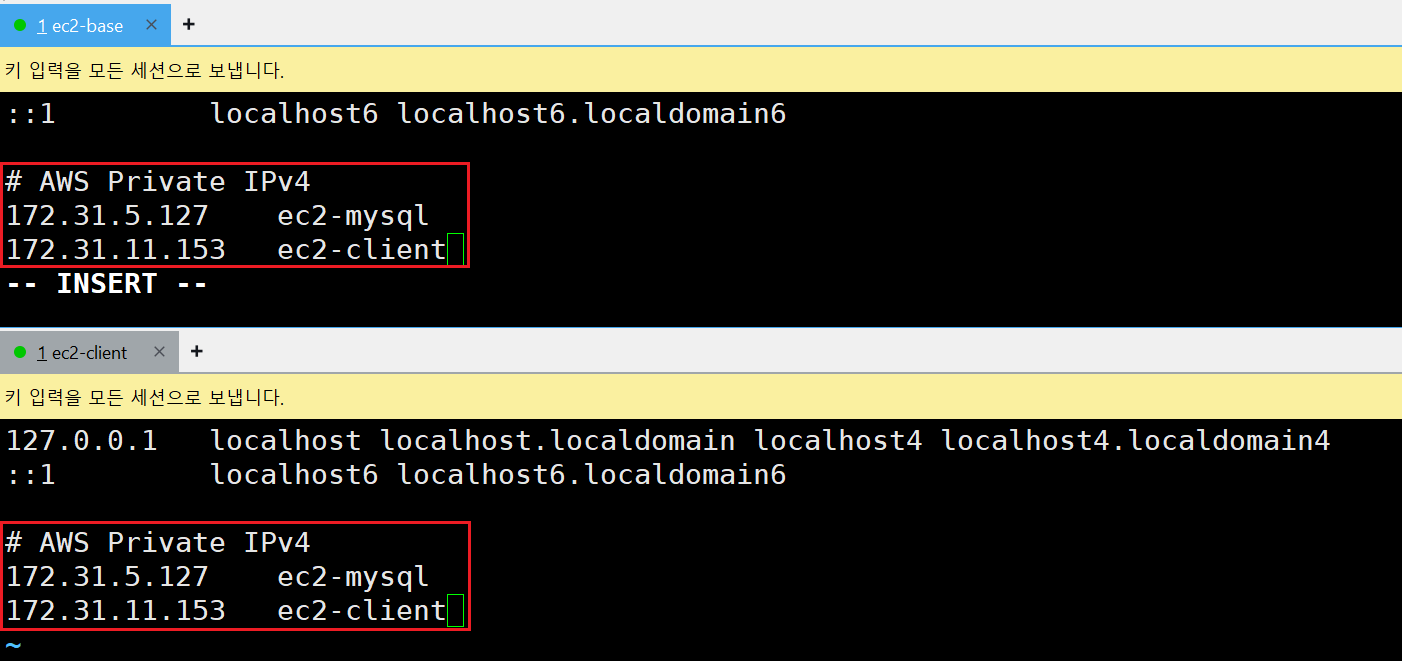 1 ec2-base × +
키 입력을 모든 세션으로 보냅니다.
::1 localhost6 localhost6.localdomain6
# AWS Private IPv4
172.31.5.127 ec2-mysql
172.31.11.153 ec2-client
-- INSERT --
1 ec2-client × +
키 입력을 모든 세션으로 보냅니다.
127.0.0.1 localhost localhost.localdomain localhost4 localhost4.localdomain4
::1 localhost6 localhost6.localdomain6
# AWS Private IPv4
172.31.5.127 ec2-mysql
172.31.11.153 ec2-client
~